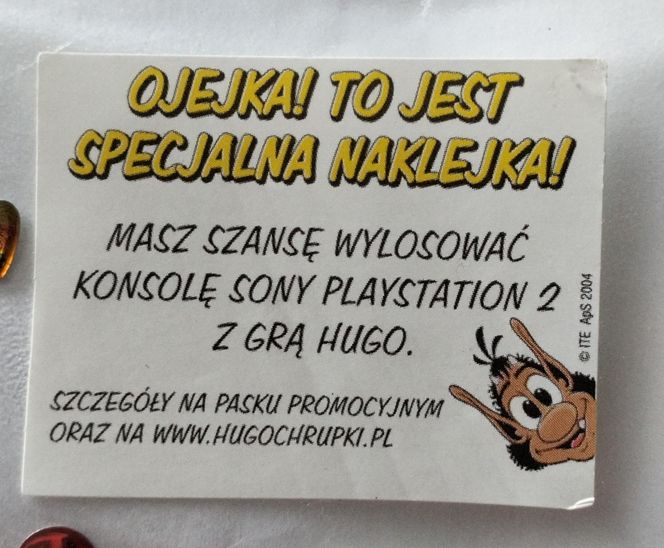 OJEJKA! TO JEST
SPECJALNA NAKLEJKA!
MASZ SZANSĘ WYLOSOWAĆ
KONSOLĘ SONY PLAYSTATION 2
Z GRĄ HUGO.
SZCZEGÓŁY NA PASKU PROMOCYJNYM
ORAZ NA WWW.HUGOCHRUPKI.PL
© ITE ApS 2004